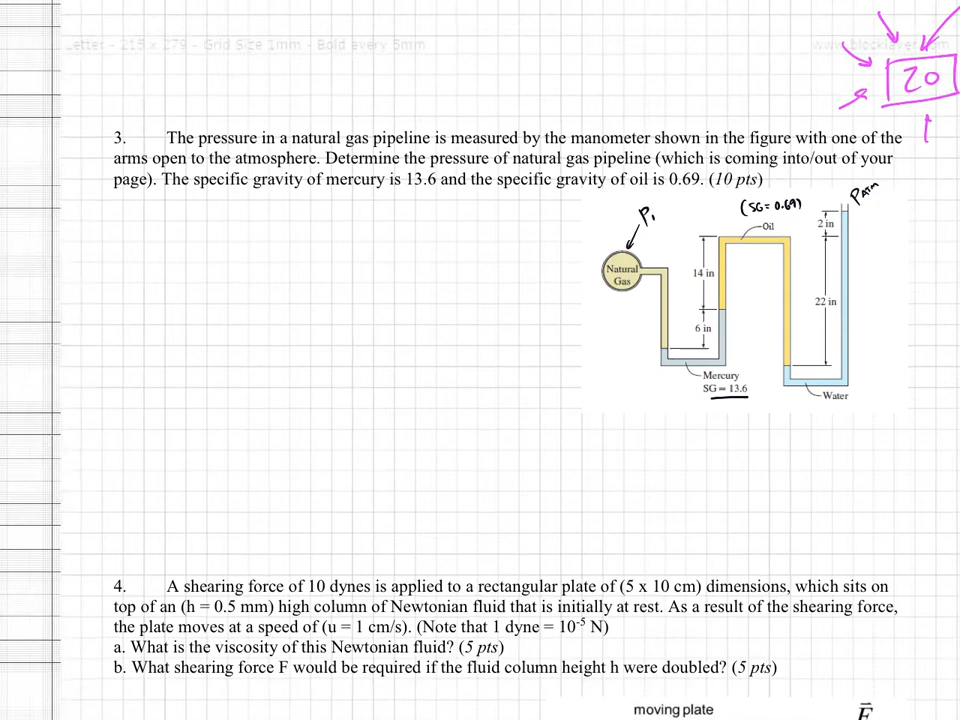 Letter - 215 x 279 - Grid Size 1mm - Bold every 5mm
20
3. The pressure in a natural gas pipeline is measured by the manometer shown in the figure with one of the
arms open to the atmosphere. Determine the pressure of natural gas pipeline (which is coming into/out of your
page). The specific gravity of mercury is 13.6 and the specific gravity of oil is 0.69. (10 pts)
P₁
(SG = 0.69)
PATM
Oil
2 in
Natural
Gas
14 in
22 in
6 in
Mercury
SG = 13.6
Water
4. A shearing force of 10 dynes is applied to a rectangular plate of (5 x 10 cm) dimensions, which sits on
top of an (h = 0.5 mm) high column of Newtonian fluid that is initially at rest. As a result of the shearing force,
the plate moves at a speed of (u = 1 cm/s). (Note that 1 dyne = 10⁻⁵ N)
a. What is the viscosity of this Newtonian fluid? (5 pts)
b. What shearing force F would be required if the fluid column height h were doubled? (5 pts)
moving plate
F